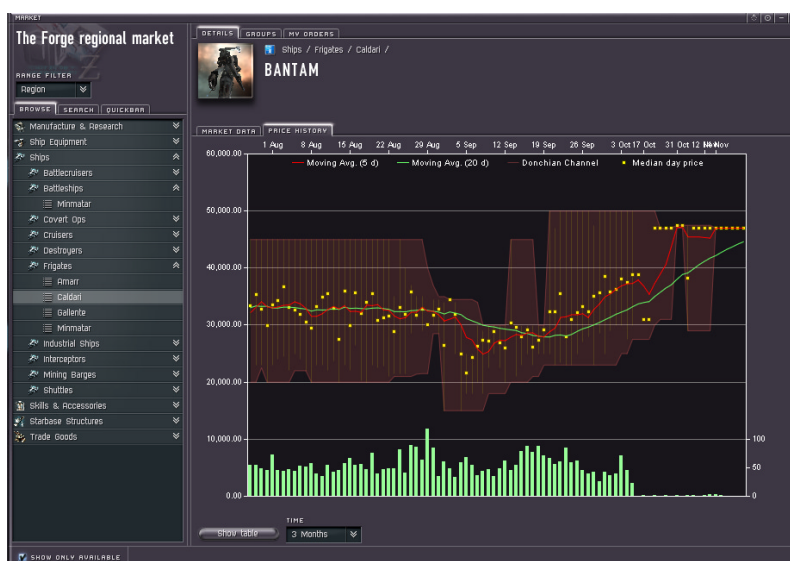 MARKET
The Forge regional market
RANGE FILTER
Region
BROWSE SEARCH QUICKBAR
Manufacture & Research
Ship Equipment
Ships
Battlecruisers
Battleships
Minmatar
Covert Ops
Cruisers
Destroyers
Frigates
Amarr
Caldari
Gallente
Minmatar
Industrial Ships
Interceptors
Mining Barges
Shuttles
Skills & Accessories
Starbase Structures
Trade Goods
SHOW ONLY AVAILABLE
DETAILS GROUPS MY ORDERS
Ships / Frigates / Caldari /
BANTAM
MARKET DATA PRICE HISTORY
1 Aug 8 Aug 15 Aug 22 Aug 29 Aug 5 Sep 12 Sep 19 Sep 26 Sep 3 Oct 17 Oct 31 Oct 12 Nov
Moving Avg. (5 d) Moving Avg. (20 d) Donchian Channel Median day price
60,000.00
50,000.00
40,000.00
30,000.00
20,000.00
10,000.00 100
50
0.00 0
Show table
TIME
3 Months